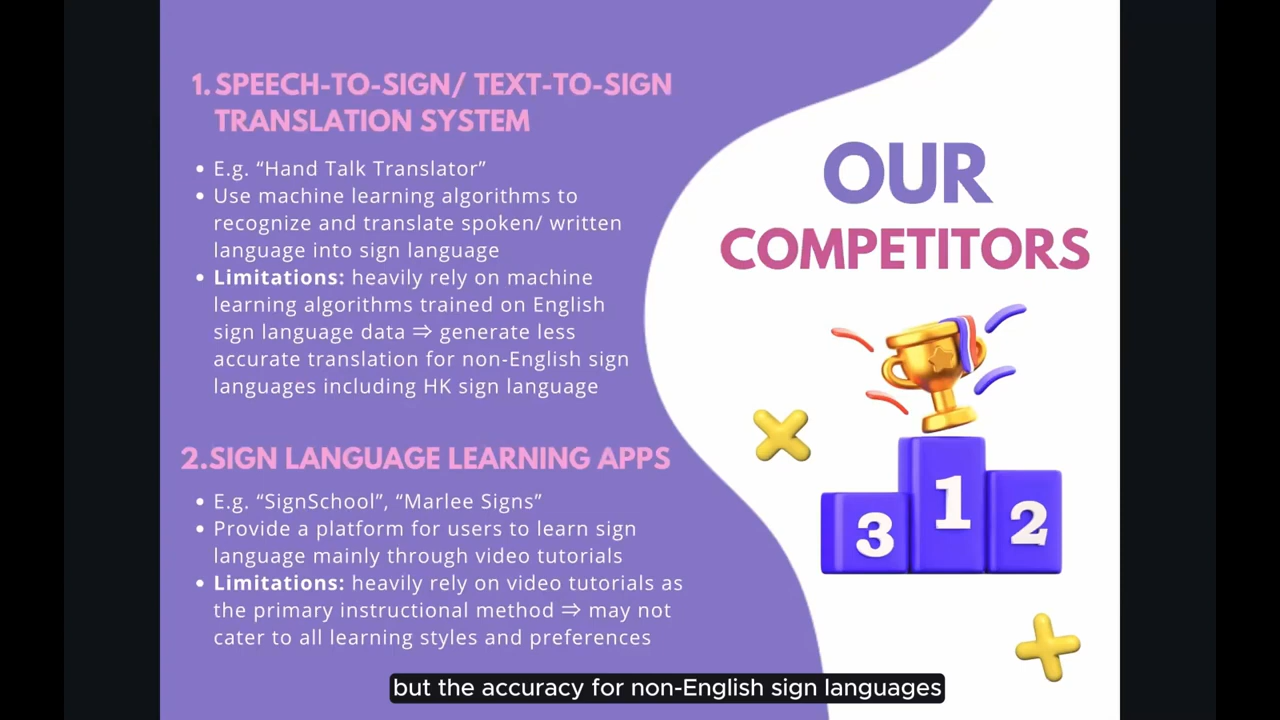 1. SPEECH-TO-SIGN/ TEXT-TO-SIGN
TRANSLATION SYSTEM
• E.g. “Hand Talk Translator”
• Use machine learning algorithms to
recognize and translate spoken/ written
language into sign language
• Limitations: heavily rely on machine
learning algorithms trained on English
sign language data ⇒ generate less
accurate translation for non-English sign
languages including HK sign language
2.SIGN LANGUAGE LEARNING APPS
• E.g. “SignSchool”, “Marlee Signs”
• Provide a platform for users to learn sign
language mainly through video tutorials
• Limitations: heavily rely on video tutorials as
the primary instructional method ⇒ may not
cater to all learning styles and preferences
OUR
COMPETITORS
3 1 2
but the accuracy for non-English sign languages